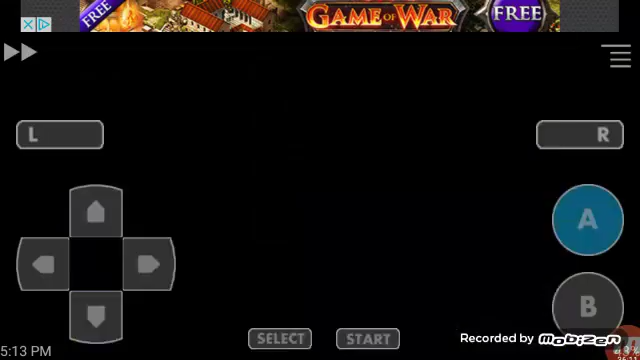 FREE
GAME OF WAR
FREE
L
R
A
B
SELECT
START
5:13 PM
Recorded by mobizen